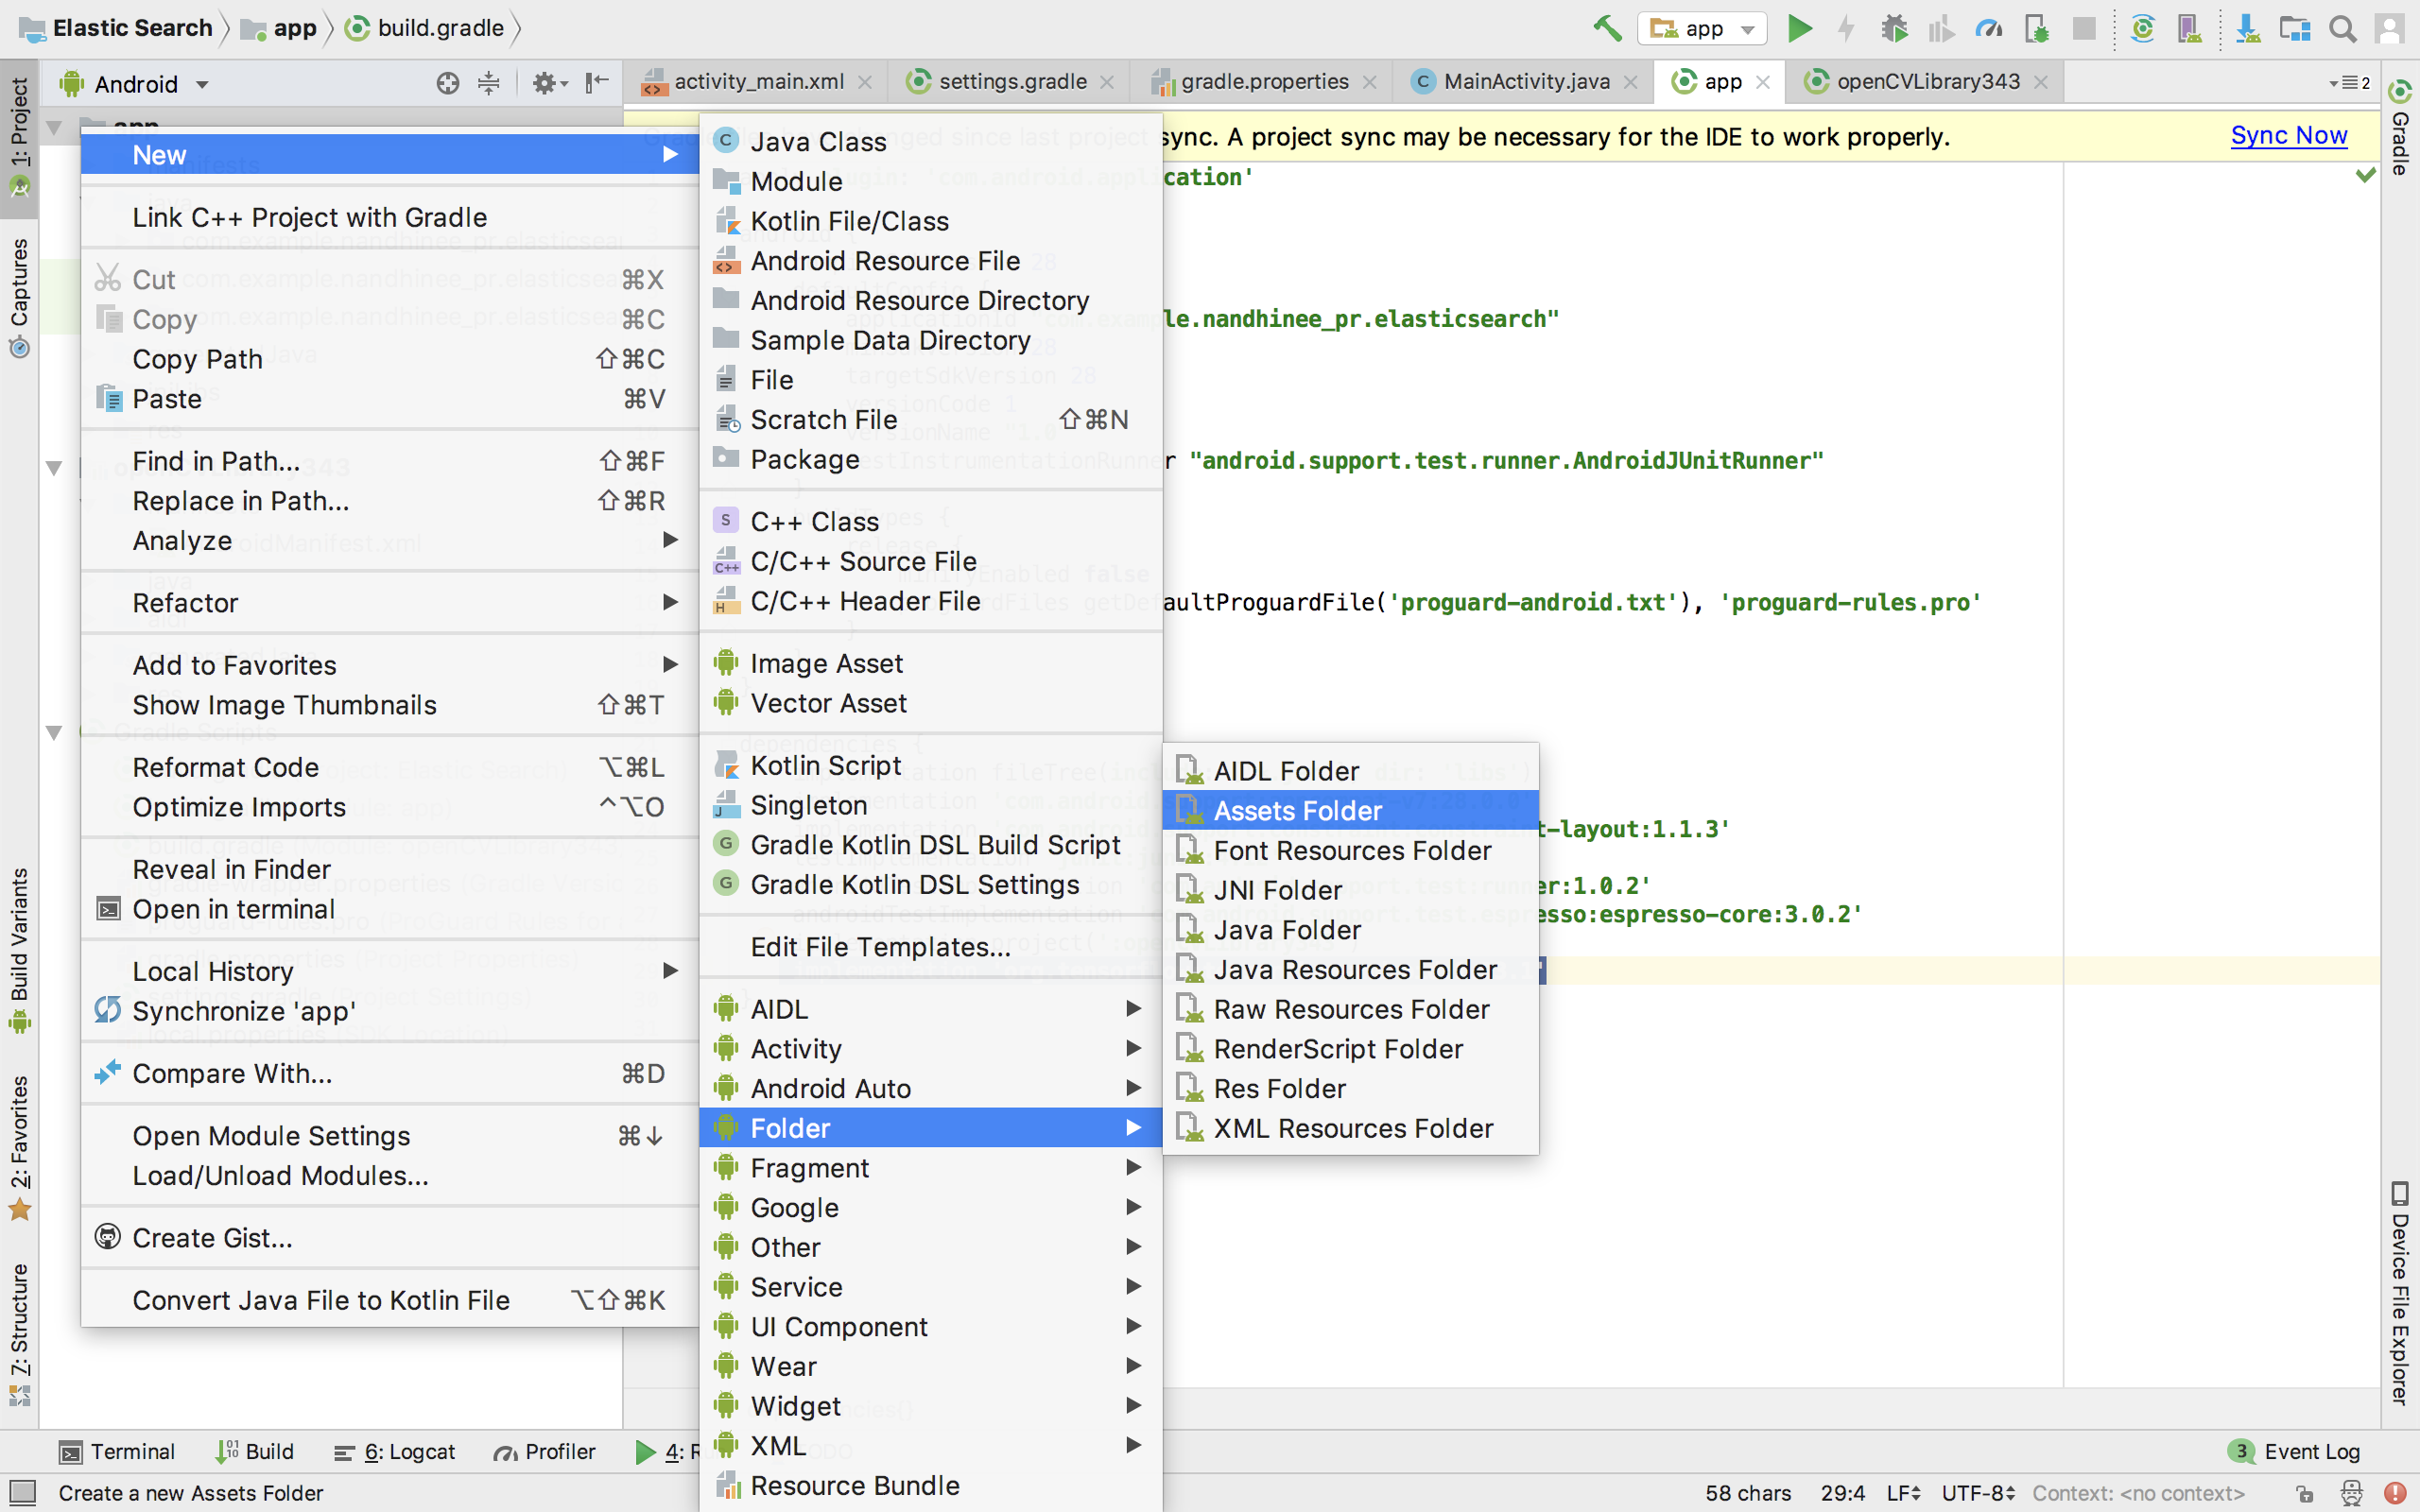 Elastic Search
app
build.gradle
app
1: Project
Android
activity_main.xml
settings.gradle
gradle.properties
MainActivity.java
app
openCVLibrary343
2
Gradle
sync. A project sync may be necessary for the IDE to work properly.
Sync Now
New
Link C++ Project with Gradle
Cut ⌘X
Copy ⌘C
Copy Path ⇧⌘C
Paste ⌘V
Find in Path... ⇧⌘F
Replace in Path... ⇧⌘R
Analyze
Refactor
Add to Favorites
Show Image Thumbnails ⇧⌘T
Reformat Code ⌥⌘L
Optimize Imports ^⌥O
Reveal in Finder
Open in terminal
Local History
Synchronize 'app'
Compare With... ⌘D
Open Module Settings ⌘↓
Load/Unload Modules...
Create Gist...
Convert Java File to Kotlin File ⌥⇧⌘K
Java Class
Module
Kotlin File/Class
Android Resource File
Android Resource Directory
Sample Data Directory
File
Scratch File ⇧⌘N
Package
C++ Class
C/C++ Source File
C/C++ Header File
Image Asset
Vector Asset
Kotlin Script
Singleton
Gradle Kotlin DSL Build Script
Gradle Kotlin DSL Settings
Edit File Templates...
AIDL
Activity
Android Auto
Folder
Fragment
Google
Other
Service
UI Component
Wear
Widget
XML
Resource Bundle
AIDL Folder
Assets Folder
Font Resources Folder
JNI Folder
Java Folder
Java Resources Folder
Raw Resources Folder
RenderScript Folder
Res Folder
XML Resources Folder
cation'
le.nandhinee_pr.elasticsearch"
targetSdkVersion 28
versionCode 1
r "android.support.test.runner.AndroidJUnitRunner"
aultProguardFile('proguard-android.txt'), 'proguard-rules.pro'
t-layout:1.1.3'
er:1.0.2'
esso:espresso-core:3.0.2'
Captures
Build Variants
2: Favorites
7: Structure
Device File Explorer
Terminal
Build
6: Logcat
Profiler
4:
Event Log
3
Create a new Assets Folder
58 chars
29:4
LF
UTF-8
Context: <no context>